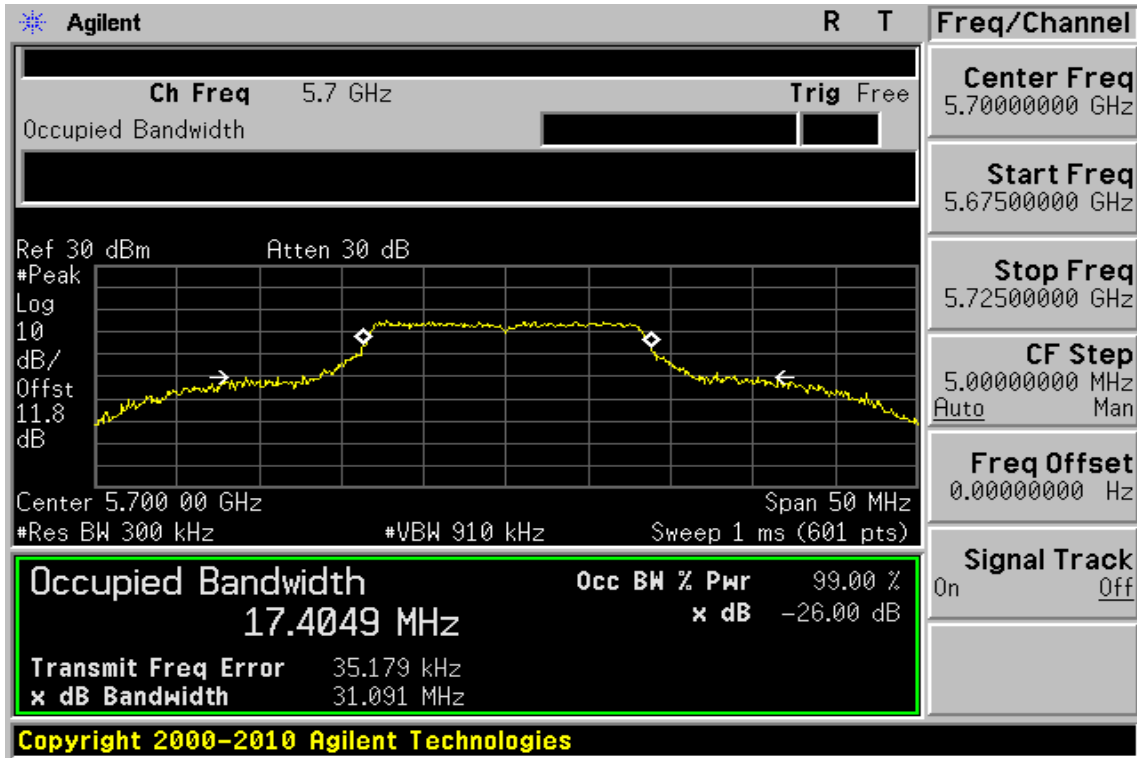 Agilent R T
Ch Freq 5.7 GHz Trig Free
Occupied Bandwidth
Ref 30 dBm Atten 30 dB
#Peak
Log
10
dB/
Offst
11.8
dB
Center 5.700 00 GHz Span 50 MHz
#Res BW 300 kHz #VBW 910 kHz Sweep 1 ms (601 pts)
Occupied Bandwidth Occ BW % Pwr 99.00 %
17.4049 MHz x dB -26.00 dB
Transmit Freq Error 35.179 kHz
x dB Bandwidth 31.091 MHz
Copyright 2000-2010 Agilent Technologies
Freq/Channel
Center Freq
5.70000000 GHz
Start Freq
5.67500000 GHz
Stop Freq
5.72500000 GHz
CF Step
5.00000000 MHz
Auto Man
Freq Offset
0.00000000 Hz
Signal Track
On Off